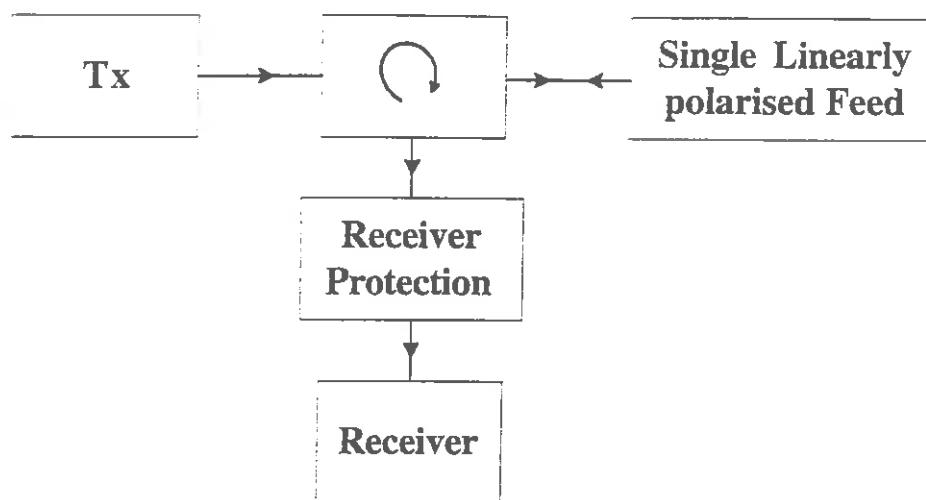 Tx
Single Linearly
polarised Feed
Receiver
Protection
Receiver